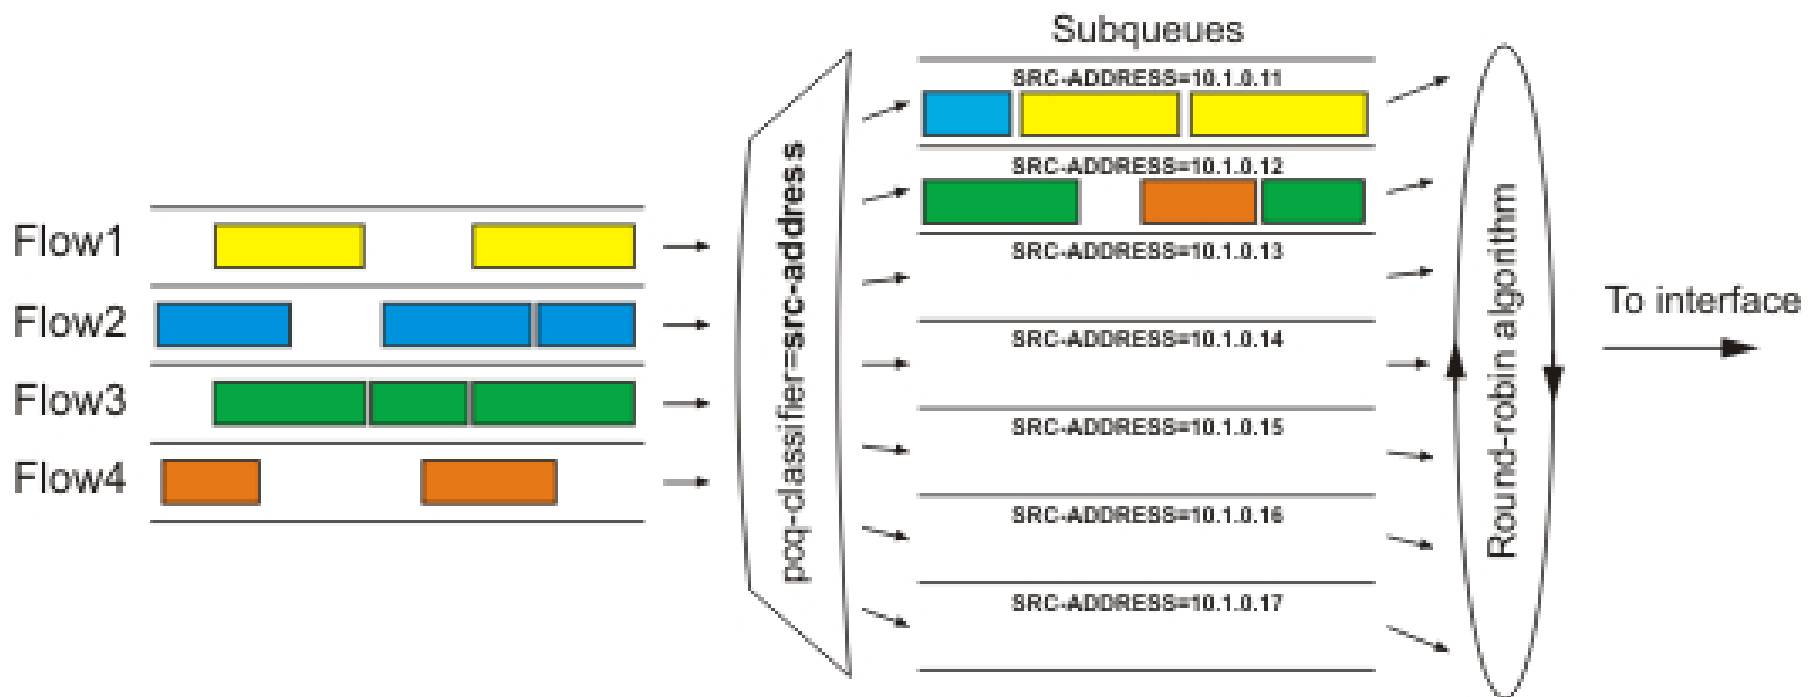 Subqueues
Flow1
Flow2
Flow3
Flow4
pcq-classifier=src-address
SRC-ADDRESS=10.1.0.11
SRC-ADDRESS=10.1.0.12
SRC-ADDRESS=10.1.0.13
SRC-ADDRESS=10.1.0.14
SRC-ADDRESS=10.1.0.15
SRC-ADDRESS=10.1.0.16
SRC-ADDRESS=10.1.0.17
Round-robin algorithm
To interface